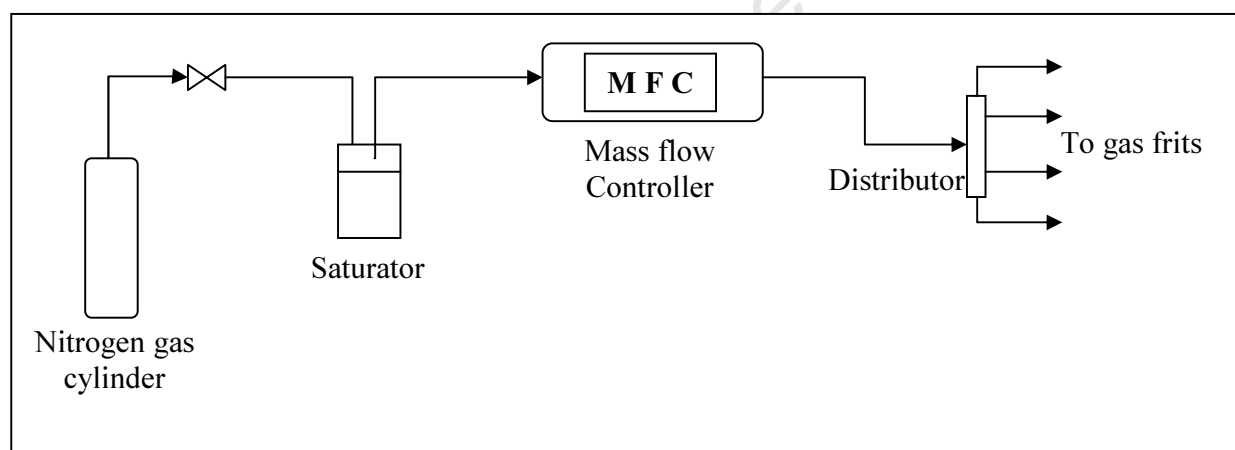 M F C
Mass flow
Controller
To gas frits
Distributor
Saturator
Nitrogen gas
cylinder